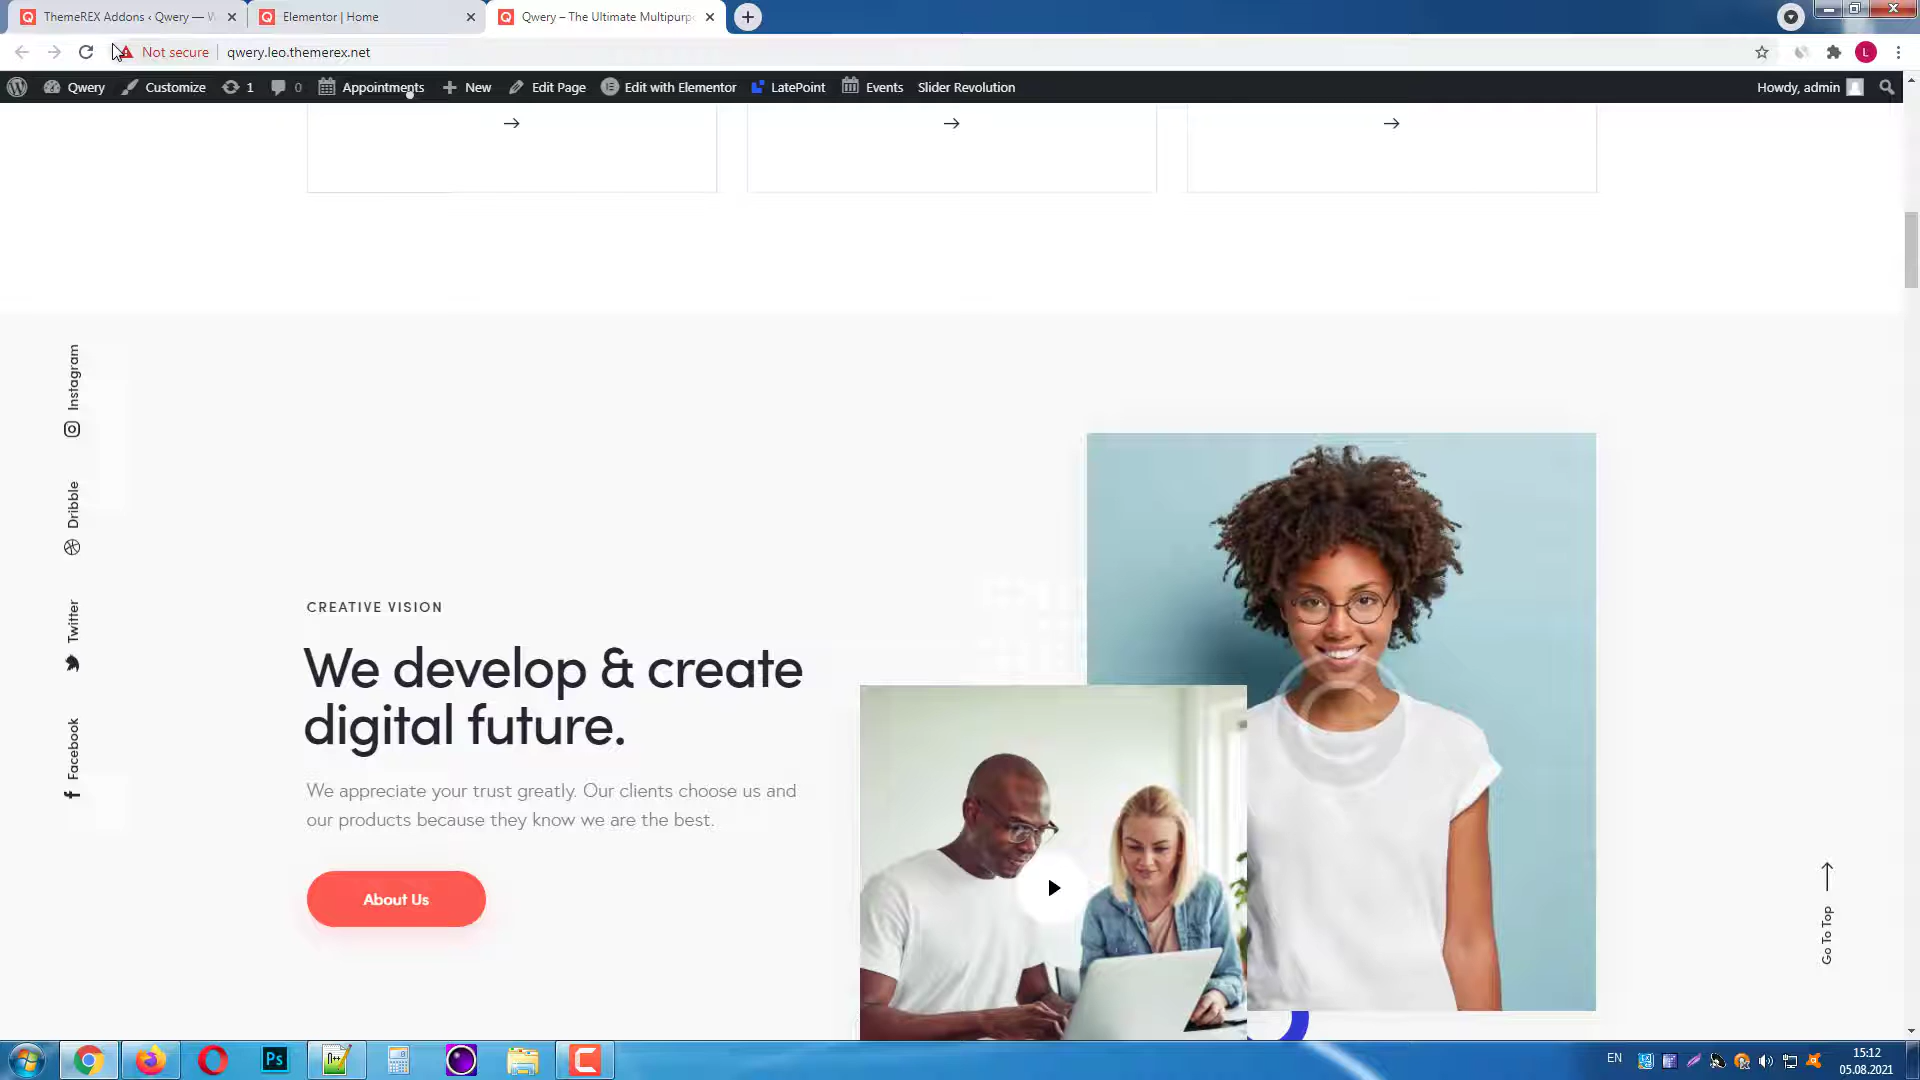 ThemeREX Addons ‹ Qwery — W
Elementor | Home
Qwery – The Ultimate Multipurp
Not secure
qwery.leo.themerex.net
L
Qwery
Customize
1
0
Appointments
New
Edit Page
Edit with Elementor
LatePoint
Events
Slider Revolution
Howdy, admin
Instagram
Dribble
Twitter
Facebook
CREATIVE VISION
We develop & create
digital future.
We appreciate your trust greatly. Our clients choose us and
our products because they know we are the best.
About Us
Go To Top
Ps
EN
15:12
05.08.2021